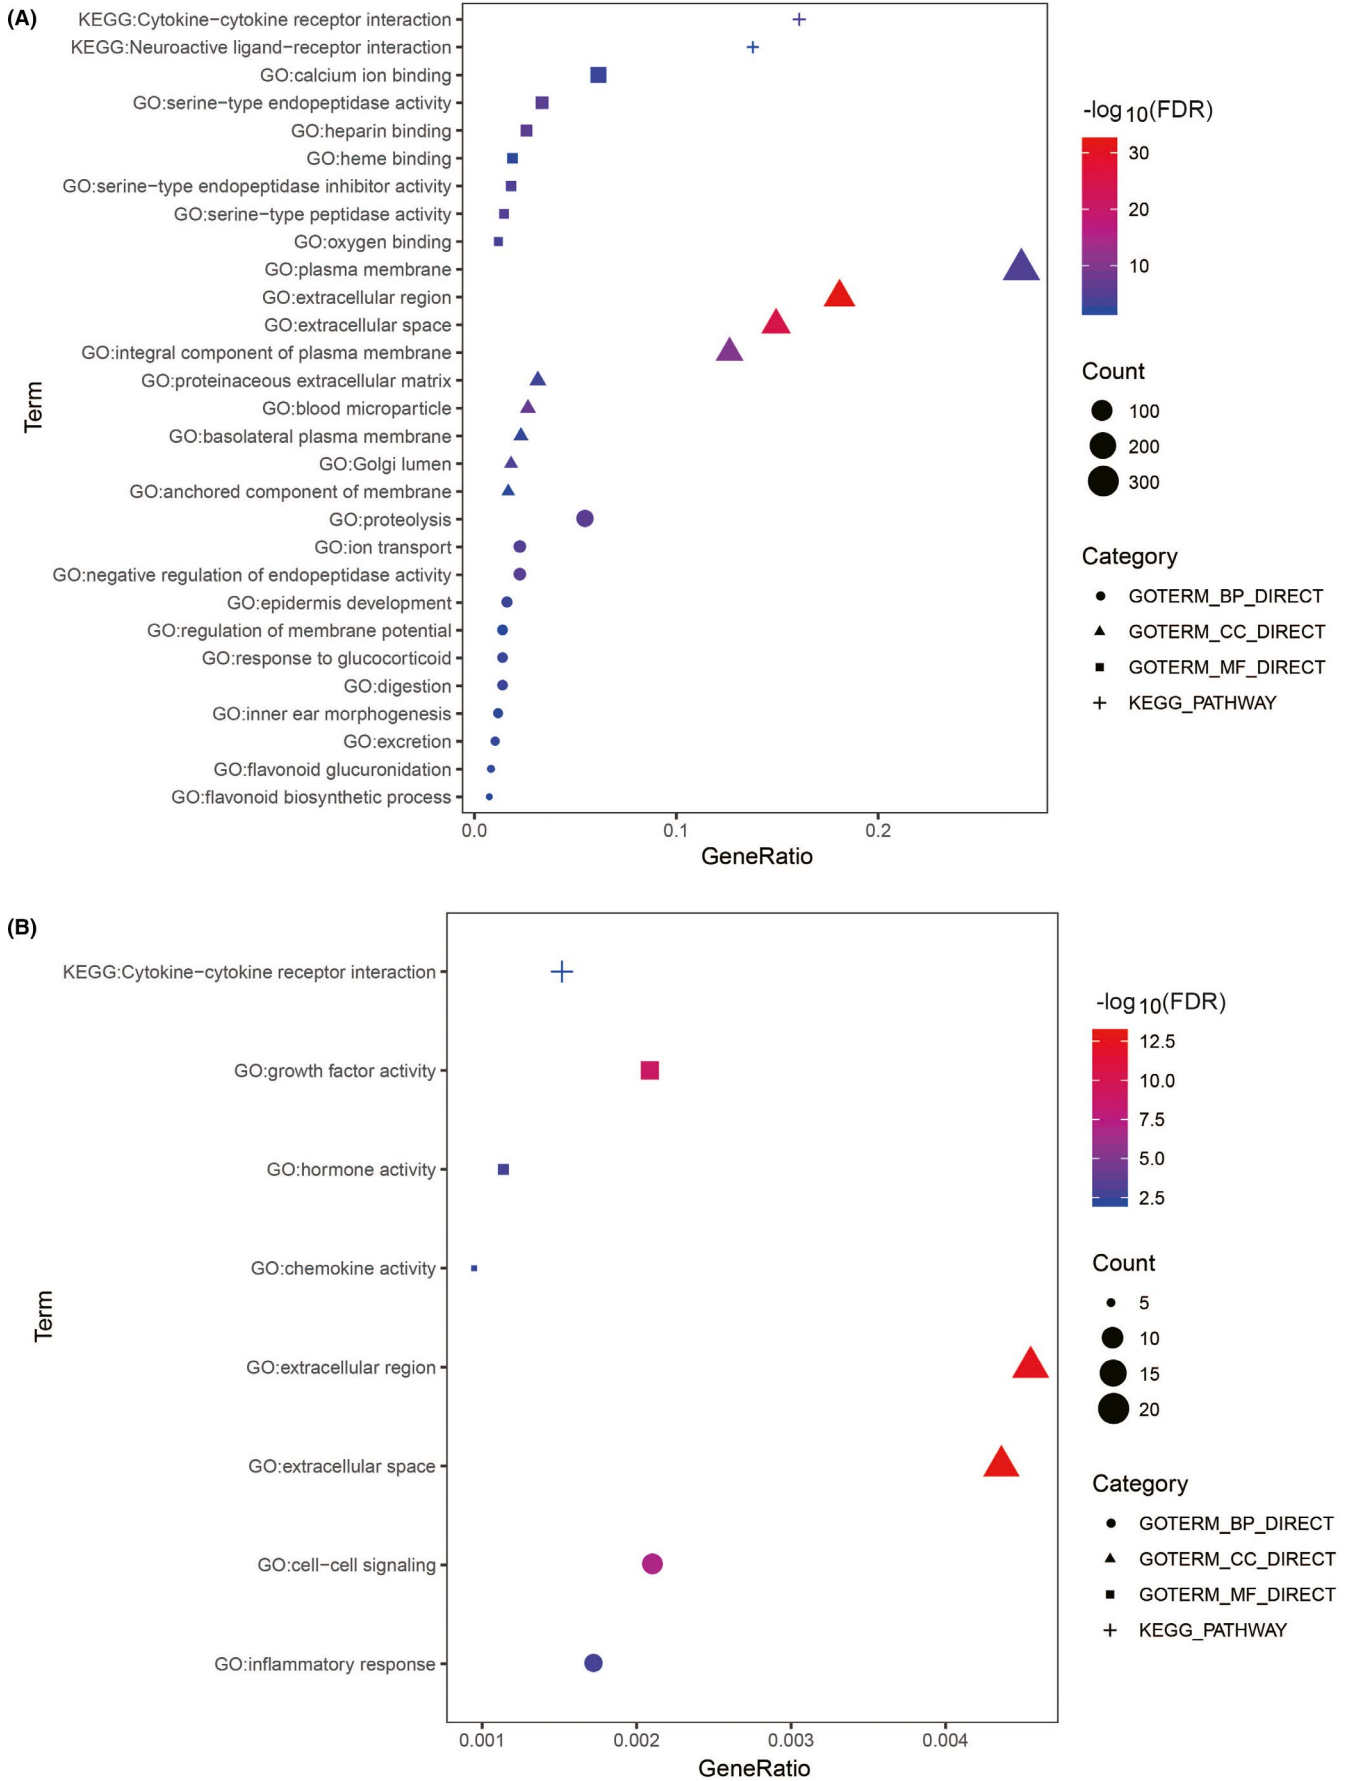 (A)
KEGG:Cytokine−cytokine receptor interaction
KEGG:Neuroactive ligand−receptor interaction
GO:calcium ion binding
GO:serine−type endopeptidase activity
GO:heparin binding
GO:heme binding
GO:serine−type endopeptidase inhibitor activity
GO:serine−type peptidase activity
GO:oxygen binding
GO:plasma membrane
GO:extracellular region
GO:extracellular space
GO:integral component of plasma membrane
GO:proteinaceous extracellular matrix
GO:blood microparticle
GO:basolateral plasma membrane
GO:Golgi lumen
GO:anchored component of membrane
GO:proteolysis
GO:ion transport
GO:negative regulation of endopeptidase activity
GO:epidermis development
GO:regulation of membrane potential
GO:response to glucocorticoid
GO:digestion
GO:inner ear morphogenesis
GO:excretion
GO:flavonoid glucuronidation
GO:flavonoid biosynthetic process
Term
0.0 0.1 0.2
GeneRatio
-log10(FDR)
30
20
10
Count
100
200
300
Category
GOTERM_BP_DIRECT
GOTERM_CC_DIRECT
GOTERM_MF_DIRECT
KEGG_PATHWAY
(B)
KEGG:Cytokine−cytokine receptor interaction
GO:growth factor activity
GO:hormone activity
GO:chemokine activity
GO:extracellular region
GO:extracellular space
GO:cell−cell signaling
GO:inflammatory response
Term
0.001 0.002 0.003 0.004
GeneRatio
-log10(FDR)
12.5
10.0
7.5
5.0
2.5
Count
5
10
15
20
Category
GOTERM_BP_DIRECT
GOTERM_CC_DIRECT
GOTERM_MF_DIRECT
KEGG_PATHWAY